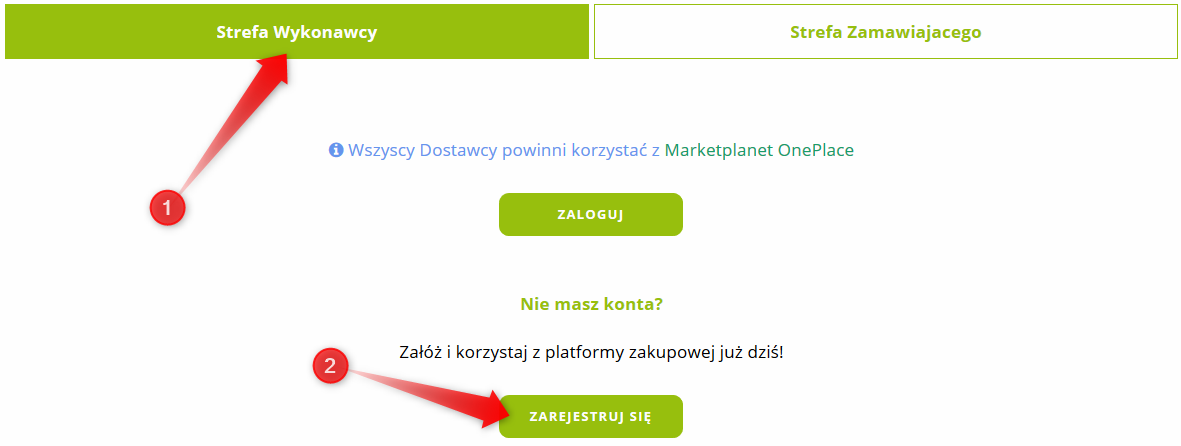 Strefa Wykonawcy
Strefa Zamawiajacego
1
Wszyscy Dostawcy powinni korzystać z Marketplanet OnePlace
ZALOGUJ
Nie masz konta?
Załóż i korzystaj z platformy zakupowej już dziś!
2
ZAREJESTRUJ SIĘ